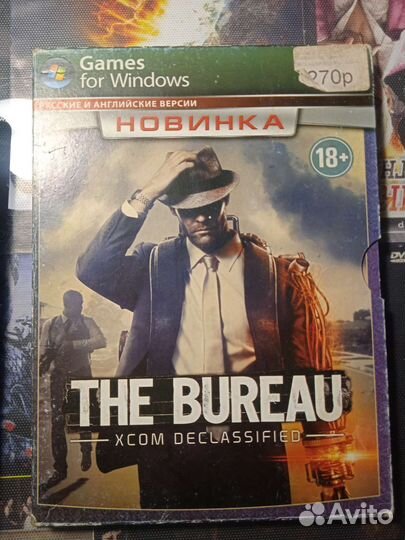 Games
for Windows
270р
РУССКИЕ И АНГЛИЙСКИЕ ВЕРСИИ
НОВИНКА
18+
THE BUREAU
XCOM DECLASSIFIED
Avito